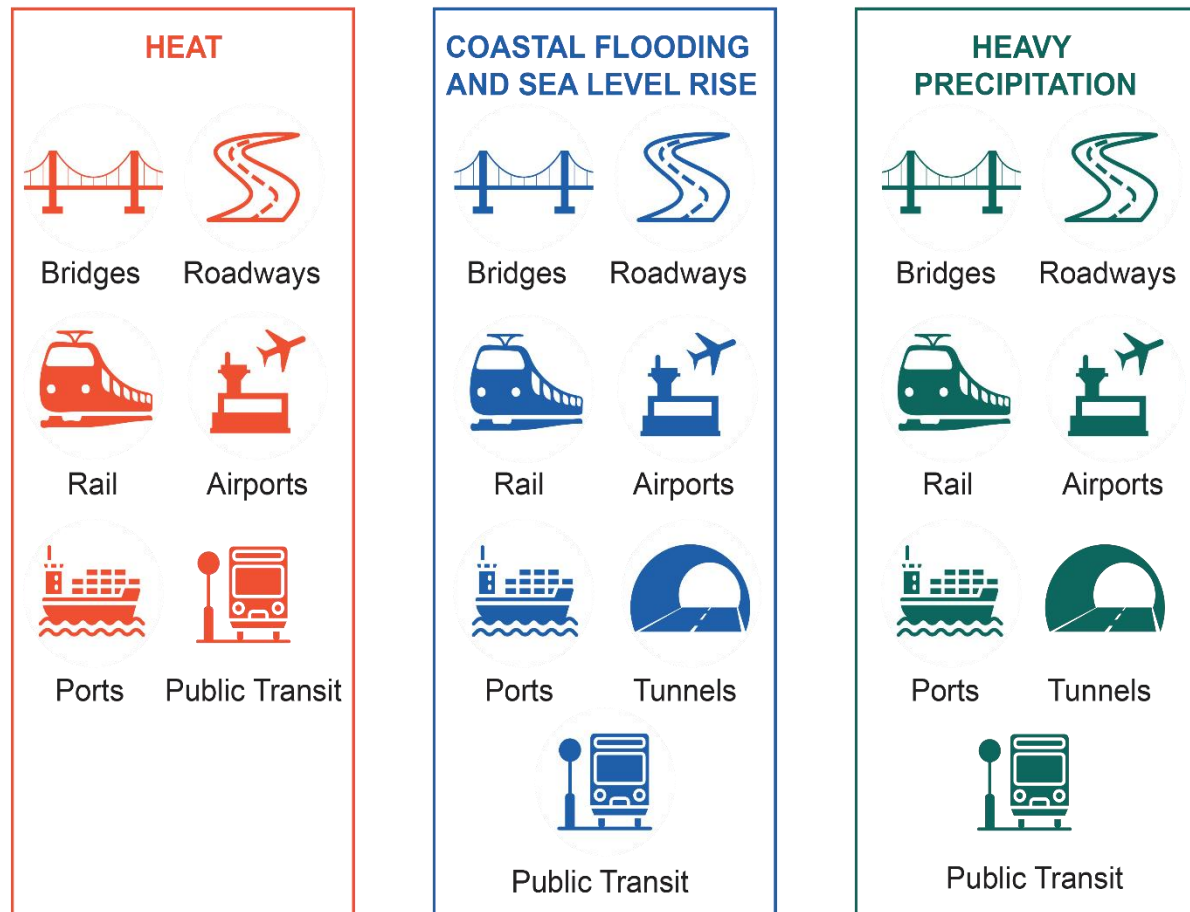 HEAT
Bridges
Roadways
Rail
Airports
Ports
Public Transit
COASTAL FLOODING
AND SEA LEVEL RISE
Bridges
Roadways
Rail
Airports
Ports
Tunnels
Public Transit
HEAVY
PRECIPITATION
Bridges
Roadways
Rail
Airports
Ports
Tunnels
Public Transit